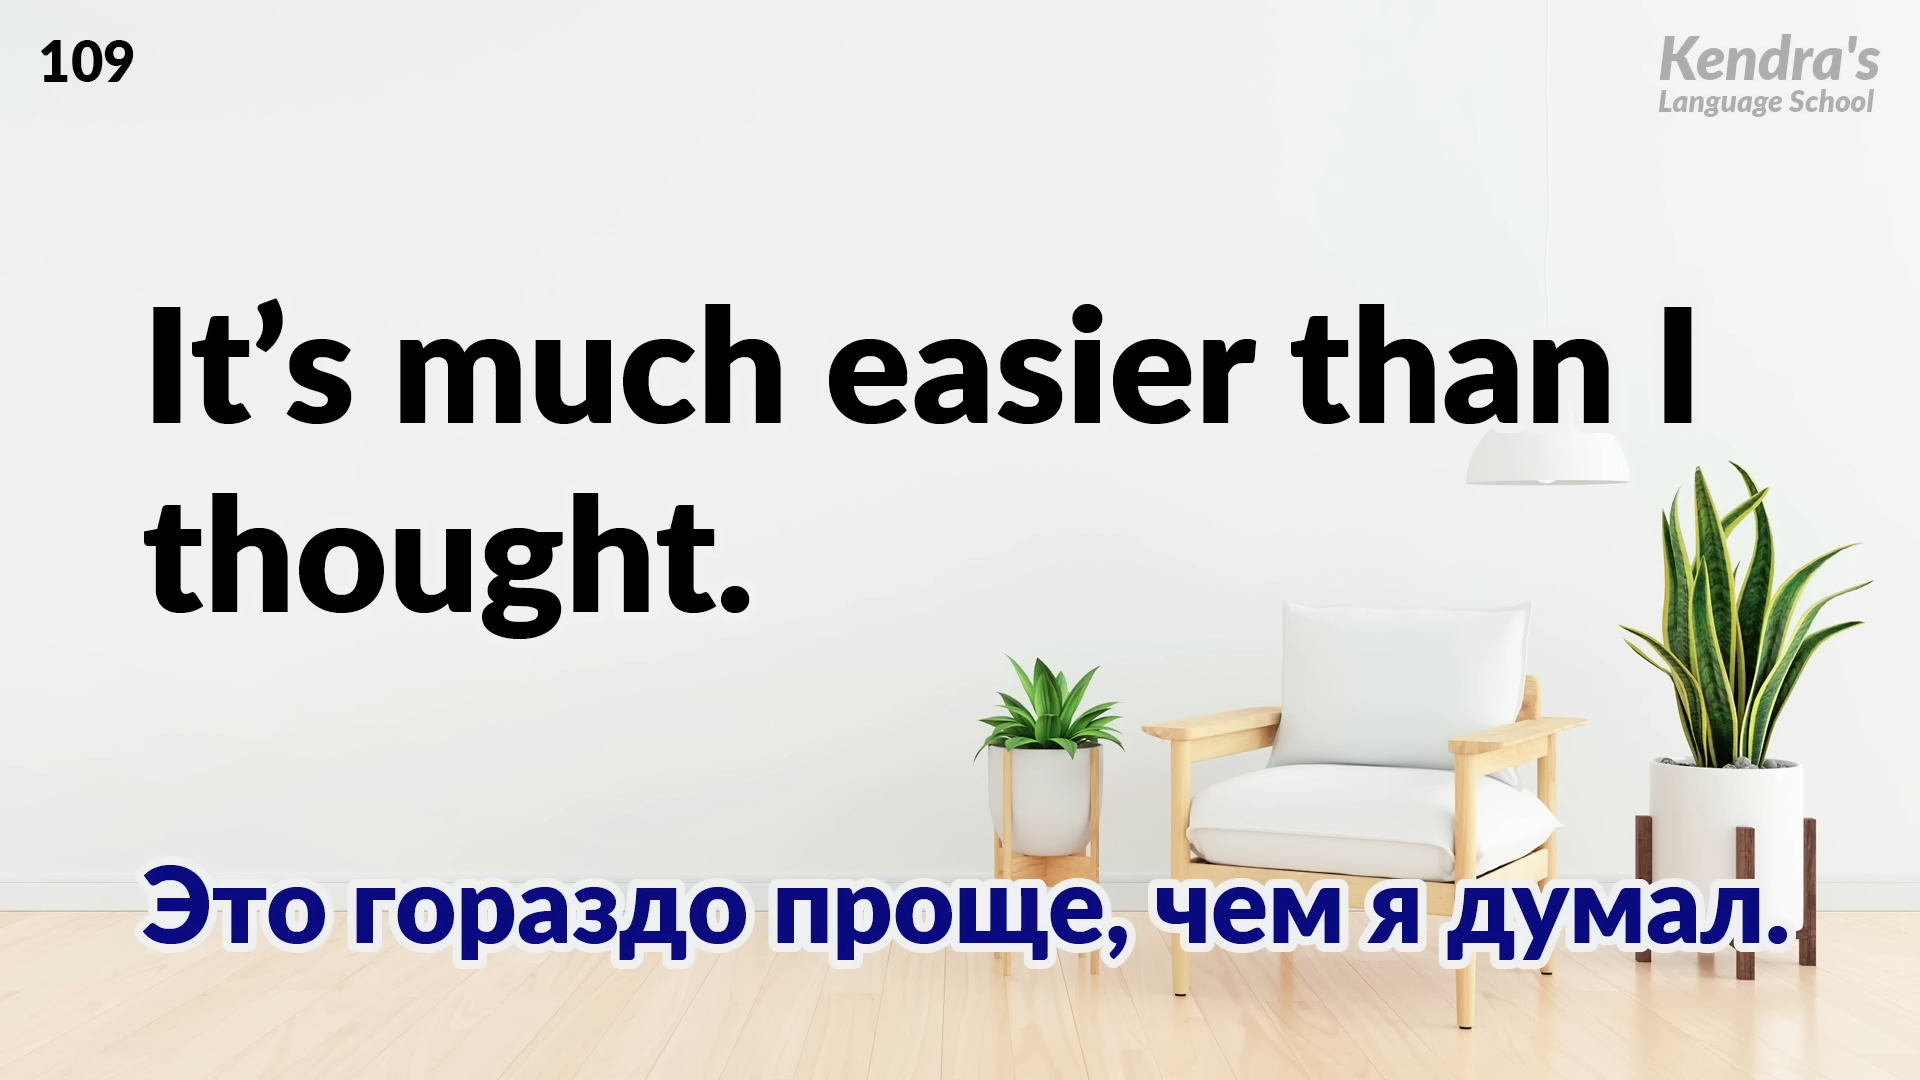 109
Kendra's
Language School
It’s much easier than I
thought.
Это гораздо проще, чем я думал.